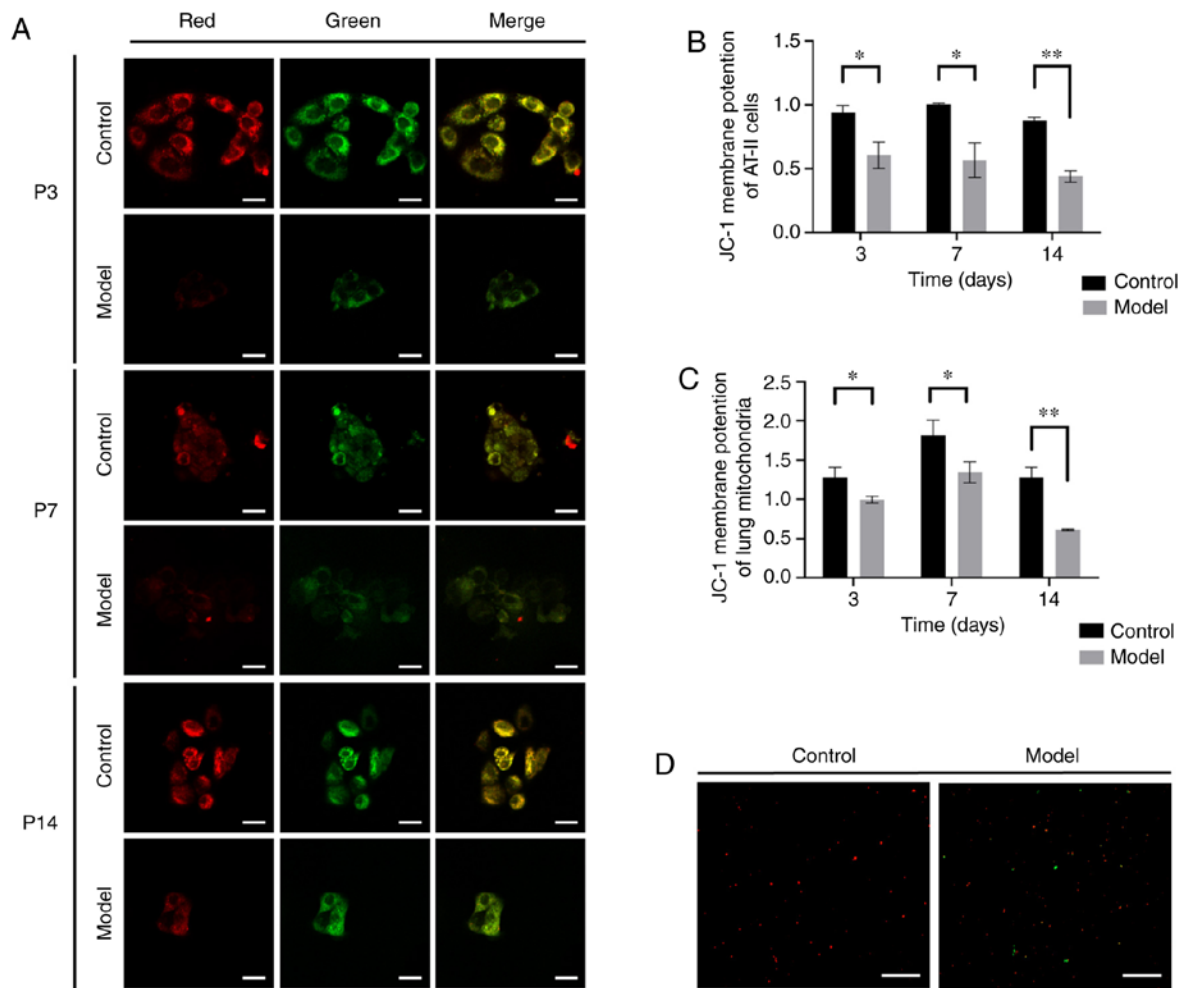 A
Red Green Merge
P3
Control
Model
P7
Control
Model
P14
Control
Model
B
JC-1 membrane potention
of AT-II cells
1.5
1.0
0.5
0.0
* * **
3 7 14
Time (days)
Control
Model
C
JC-1 membrane potention
of lung mitochondria
2.5
2.0
1.5
1.0
0.5
0.0
* * **
3 7 14
Time (days)
Control
Model
D
Control Model